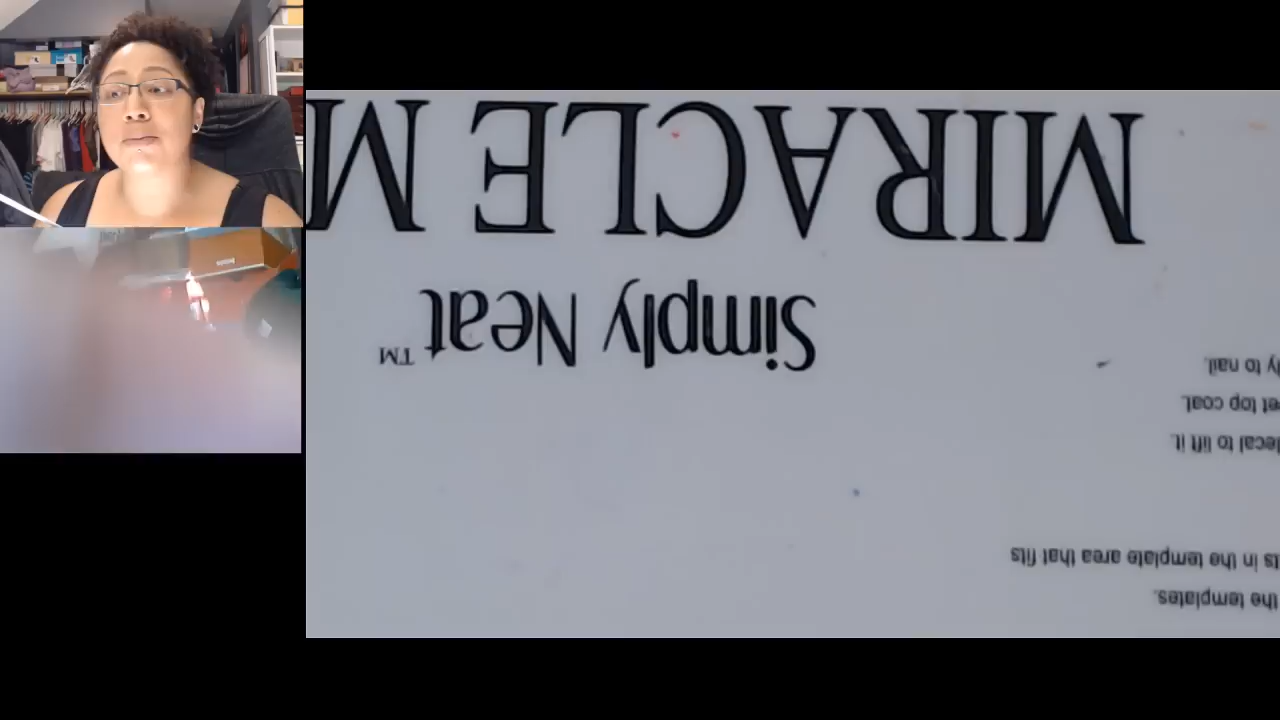 the templates.
ts in the template area that fits
ecal to lift it.
et top coat.
ly to nail.
Simply Neat™
MIRACLE M